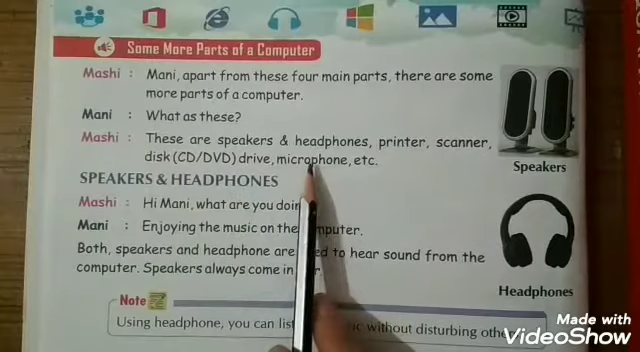 Some More Parts of a Computer
Mashi : Mani, apart from these four main parts, there are some
more parts of a computer.
Mani : What as these?
Mashi : These are speakers & headphones, printer, scanner,
disk (CD/DVD) drive, microphone, etc.
Speakers
SPEAKERS & HEADPHONES
Mashi : Hi Mani, what are you doin
Mani : Enjoying the music on the mputer.
Both, speakers and headphone are ed to hear sound from the
computer. Speakers always come in r
Headphones
Note
Using headphone, you can list c without disturbing othe
Made with
VideoShow